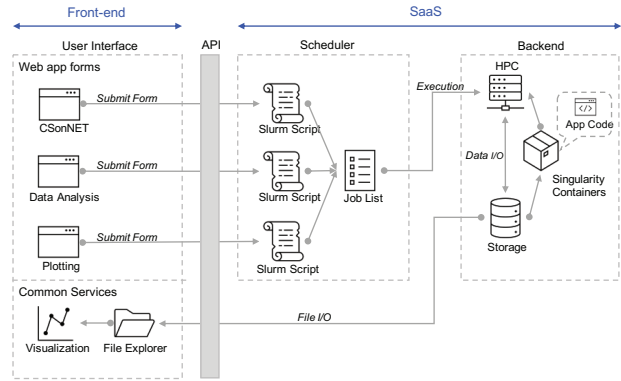 Front-end
SaaS
User Interface
API
Scheduler
Backend
Web app forms
HPC
Submit Form
Execution
CSonNET
Slurm Script
</>
App Code
Submit Form
Data I/O
Data Analysis
Slurm Script
Job List
Singularity
Containers
Submit Form
Storage
Plotting
Slurm Script
Common Services
File I/O
Visualization
File Explorer